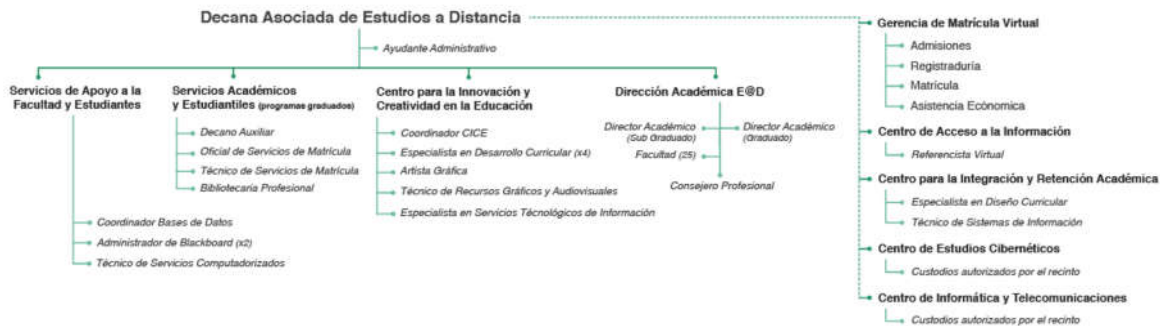 Decana Asociada de Estudios a Distancia
Ayudante Administrativo
Servicios de Apoyo a la
Facultad y Estudiantes
Coordinador Bases de Datos
Administrador de Blackboard (x2)
Técnico de Servicios Computadorizados
Servicios Académicos
y Estudiantiles (programas graduados)
Decano Auxiliar
Oficial de Servicios de Matrícula
Técnico de Servicios de Matrícula
Bibliotecaria Profesional
Centro para la Innovación y
Creatividad en la Educación
Coordinador CICE
Especialista en Desarrollo Curricular (x4)
Artista Gráfica
Técnico de Recursos Gráficos y Audiovisuales
Especialista en Servicios Técnológicos de Información
Dirección Académica E@D
Director Académico
(Sub Graduado)
Director Académico
(Graduado)
Facultad (25)
Consejero Profesional
Gerencia de Matrícula Virtual
Admisiones
Registraduría
Matrícula
Asistencia Ecónomica
Centro de Acceso a la Información
Referencista Virtual
Centro para la Integración y Retención Académica
Especialista en Diseño Curricular
Técnico de Sistemas de Información
Centro de Estudios Cibernéticos
Custodios autorizados por el recinto
Centro de Informática y Telecomunicaciones
Custodios autorizados por el recinto